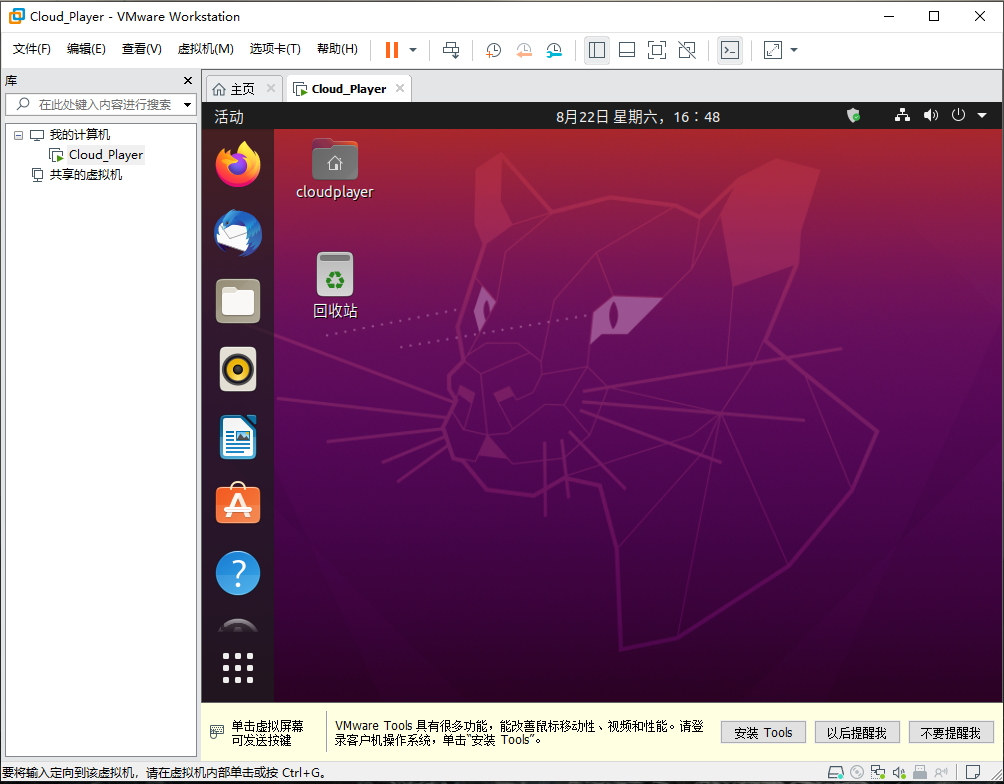 Cloud_Player - VMware Workstation
文件(F) 编辑(E) 查看(V) 虚拟机(M) 选项卡(T) 帮助(H)
库
在此处键入内容进行搜索
我的计算机
Cloud_Player
共享的虚拟机
主页
Cloud_Player
活动
8月22日 星期六，16：48
cloudplayer
回收站
单击虚拟屏幕
可发送按键
VMware Tools 具有很多功能，能改善鼠标移动性、视频和性能。请登
录客户机操作系统，单击“安装 Tools”。
安装 Tools
以后提醒我
不要提醒我
要将输入定向到该虚拟机，请在虚拟机内部单击或按 Ctrl+G。